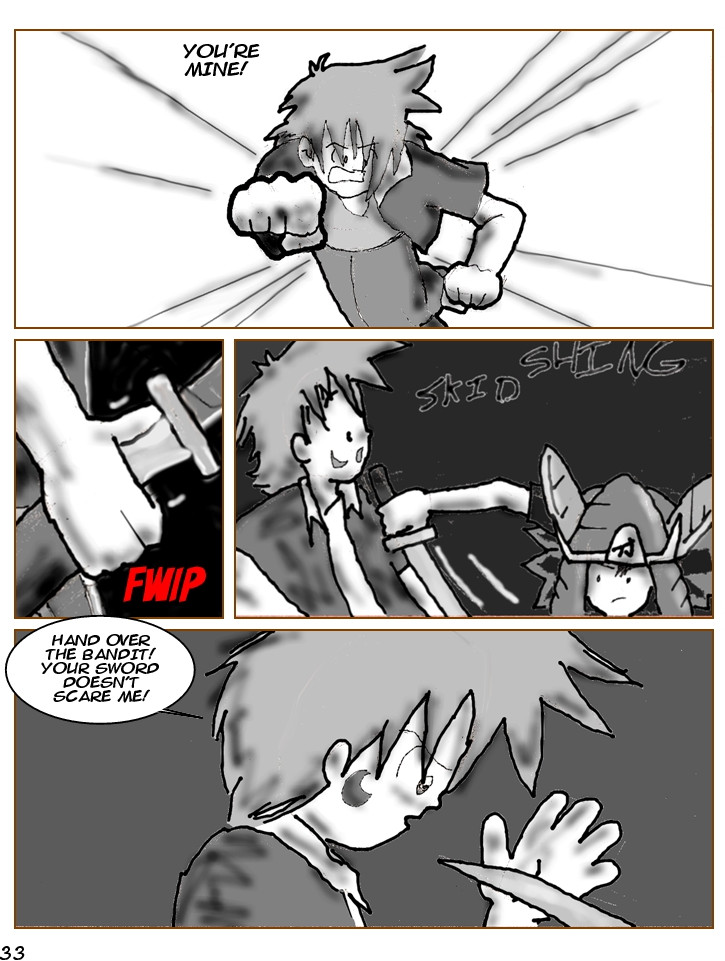 YOU'RE
MINE!
FWIP
SKID
SHING
HAND OVER
THE BANDIT!
YOUR SWORD
DOESN'T
SCARE ME!
33